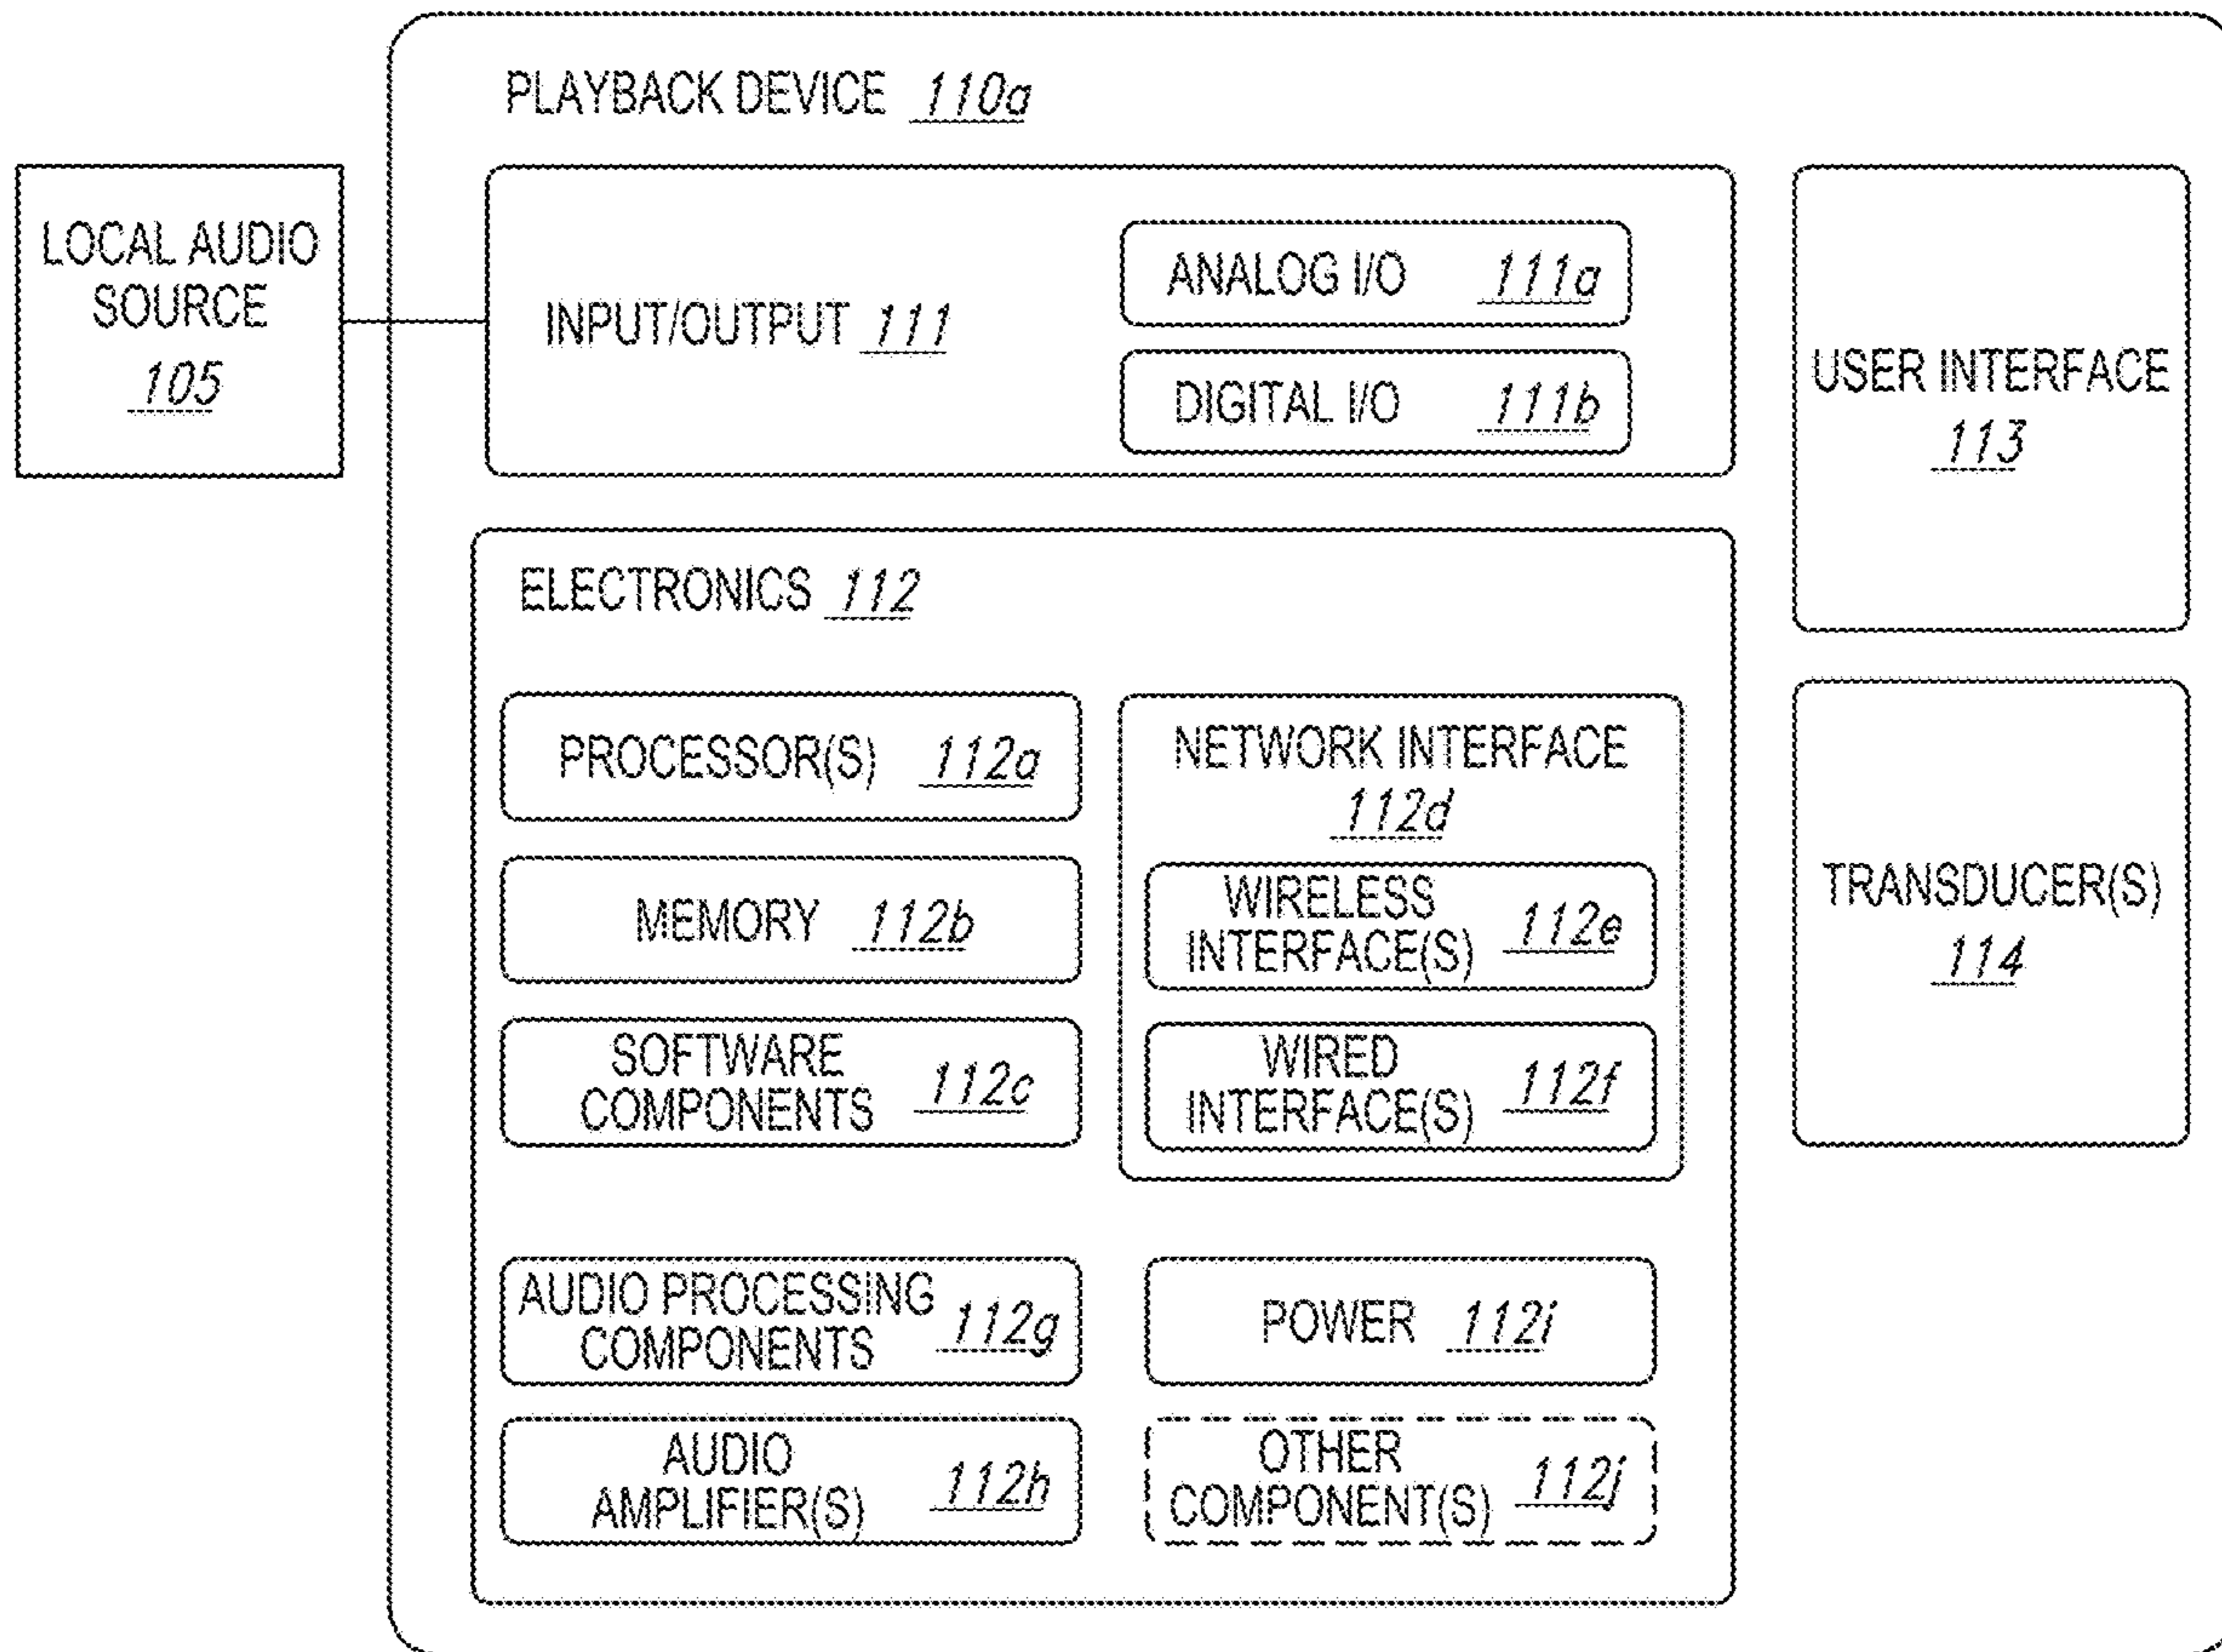 PLAYBACK DEVICE 110a
LOCAL AUDIO
SOURCE
105
INPUT/OUTPUT 111
ANALOG I/O 111a
DIGITAL I/O 111b
USER INTERFACE
113
ELECTRONICS 112
PROCESSOR(S) 112a
MEMORY 112b
SOFTWARE
COMPONENTS 112c
NETWORK INTERFACE
112d
WIRELESS
INTERFACE(S) 112e
WIRED
INTERFACE(S) 112f
TRANSDUCER(S)
114
AUDIO PROCESSING
COMPONENTS 112g
POWER 112i
AUDIO
AMPLIFIER(S) 112h
OTHER
COMPONENT(S) 112j